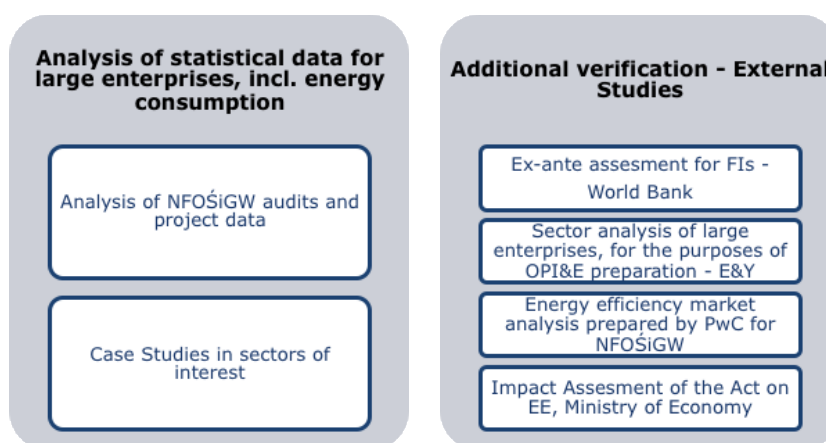 Analysis of statistical data for
large enterprises, incl. energy
consumption
Analysis of NFOŚiGW audits and
project data
Case Studies in sectors of
interest
Additional verification - External
Studies
Ex-ante assesment for FIs -
World Bank
Sector analysis of large
enterprises, for the purposes of
OPI&E preparation - E&Y
Energy efficiency market
analysis prepared by PwC for
NFOŚiGW
Impact Assesment of the Act on
EE, Ministry of Economy